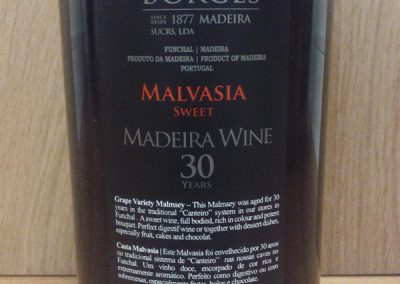 BORGES
SINCE
DESDE 1877 MADEIRA
SUCRS, LDA
FUNCHAL | MADEIRA
PRODUTO DA MADEIRA | PRODUCT OF MADEIRA
PORTUGAL
MALVASIA
SWEET
MADEIRA WINE
30
YEARS
Grape Variety Malmsey – This Malmsey was aged for 30
years in the traditional "Canteiro" system in our stores in
Funchal. A sweet wine, full bodied, rich in colour and potent
bouquet. Perfect digestif wine or together with dessert dishes,
especially fruit, cakes and chocolat.
Casta Malvasia | Este Malvasia foi envelhecido por 30 anos
no tradicional sistema de "Canteiro" nas nossas caves no
Funchal. Um vinho doce, encorpado, de cor rica e
extremamente aromático. Perfeito como digestivo ou com
sobremesas, especialmente frutas, bolos e chocolate.